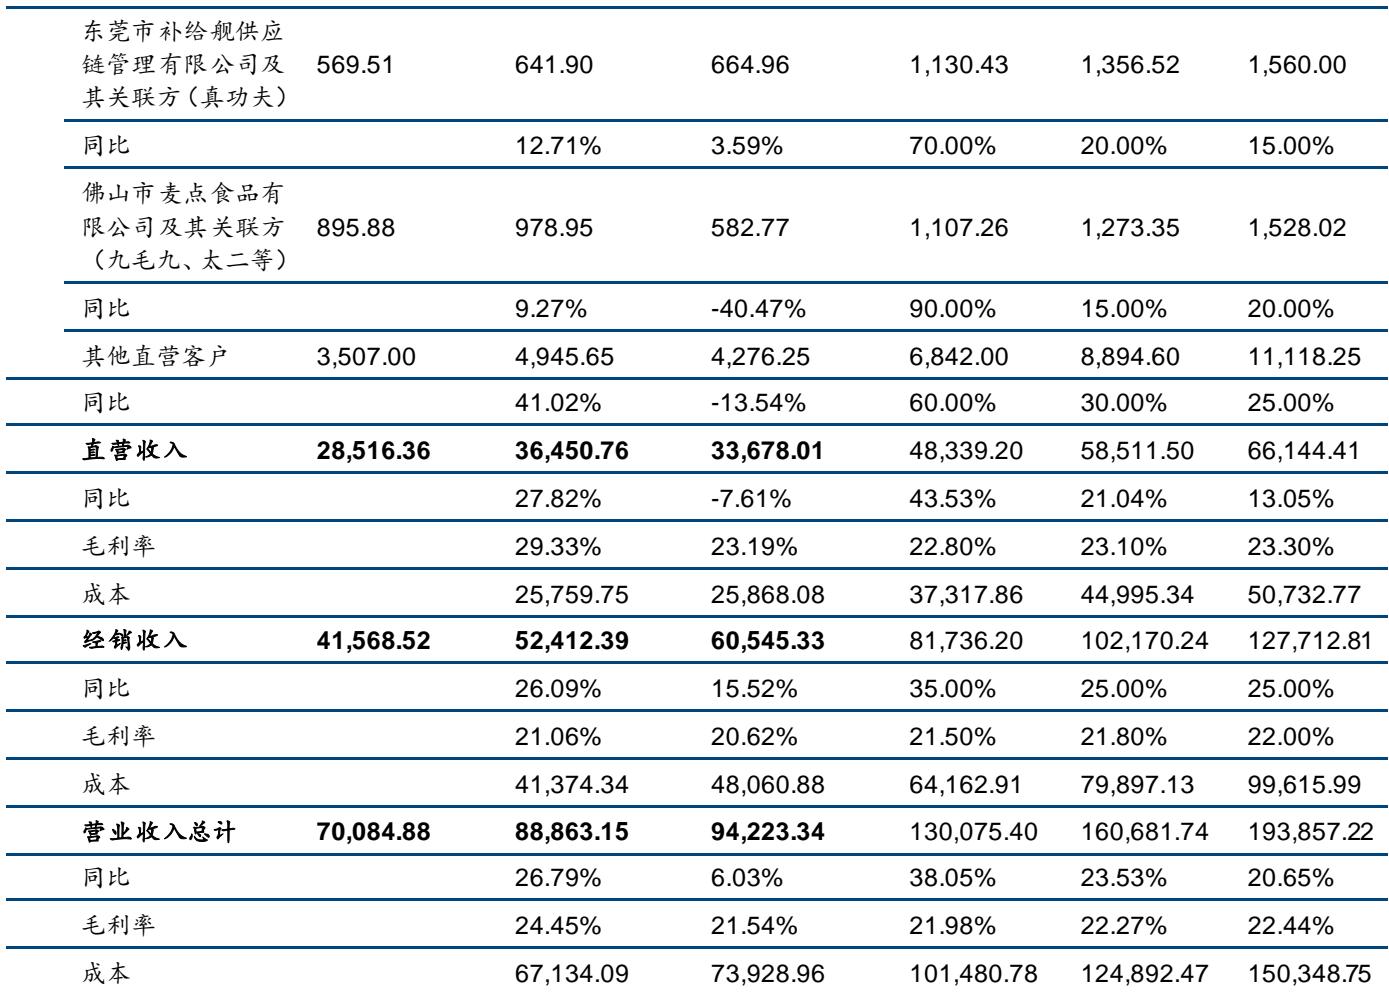 东莞市补给舰供应
链管理有限公司及 569.51 641.90 664.96 1,130.43 1,356.52 1,560.00
其关联方（真功夫）
同比 12.71% 3.59% 70.00% 20.00% 15.00%
佛山市麦点食品有
限公司及其关联方 895.88 978.95 582.77 1,107.26 1,273.35 1,528.02
（九毛九、太二等）
同比 9.27% -40.47% 90.00% 15.00% 20.00%
其他直营客户 3,507.00 4,945.65 4,276.25 6,842.00 8,894.60 11,118.25
同比 41.02% -13.54% 60.00% 30.00% 25.00%
直营收入 28,516.36 36,450.76 33,678.01 48,339.20 58,511.50 66,144.41
同比 27.82% -7.61% 43.53% 21.04% 13.05%
毛利率 29.33% 23.19% 22.80% 23.10% 23.30%
成本 25,759.75 25,868.08 37,317.86 44,995.34 50,732.77
经销收入 41,568.52 52,412.39 60,545.33 81,736.20 102,170.24 127,712.81
同比 26.09% 15.52% 35.00% 25.00% 25.00%
毛利率 21.06% 20.62% 21.50% 21.80% 22.00%
成本 41,374.34 48,060.88 64,162.91 79,897.13 99,615.99
营业收入总计 70,084.88 88,863.15 94,223.34 130,075.40 160,681.74 193,857.22
同比 26.79% 6.03% 38.05% 23.53% 20.65%
毛利率 24.45% 21.54% 21.98% 22.27% 22.44%
成本 67,134.09 73,928.96 101,480.78 124,892.47 150,348.75